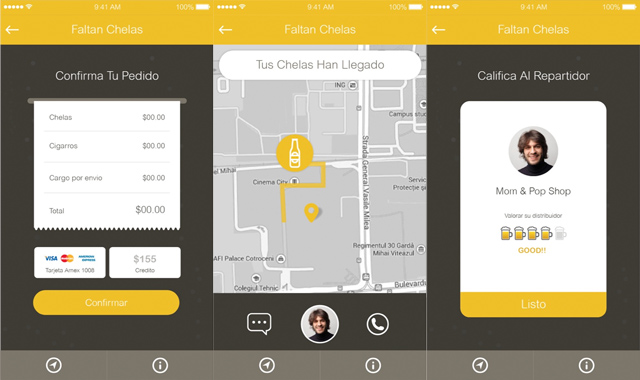 9:41 AM 100%
Faltan Chelas
Confirma Tu Pedido
Chelas $00.00
Cigarros $00.00
Cargo por envio $00.00
Total $00.00
VISA MasterCard AMERICAN EXPRESS
Tarjeta Amex 1006
$155
Credito
Confirmar
9:41 AM 100%
Faltan Chelas
Tus Chelas Han Llegado
ING
Campus stud
Strada General Vasile Milea
el Mihai
Cinema City
Servic
Protecție și
AFI Palace Cotroceni
Regimentul 30 Gardă
Mihai Viteazul
Colegiul Tehnic
Bulevardu
9:41 AM 100%
Faltan Chelas
Califica Al Repartidor
Mom & Pop Shop
Valorar su distribuidor
GOOD!!
Listo